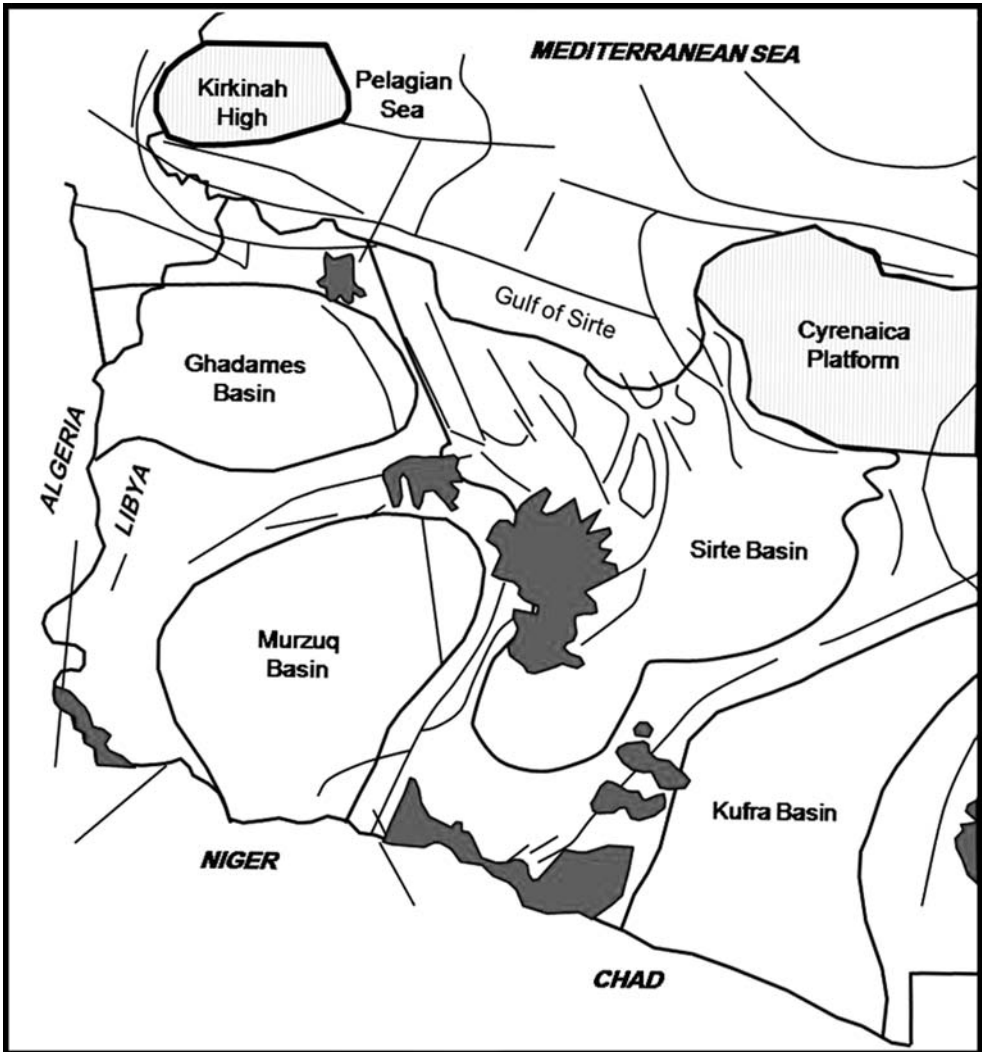 MEDITERRANEAN SEA
Kirkinah
High
Pelagian
Sea
Gulf of Sirte
Cyrenaica
Platform
Ghadames
Basin
ALGERIA
LIBYA
Sirte Basin
Murzuq
Basin
Kufra Basin
NIGER
CHAD